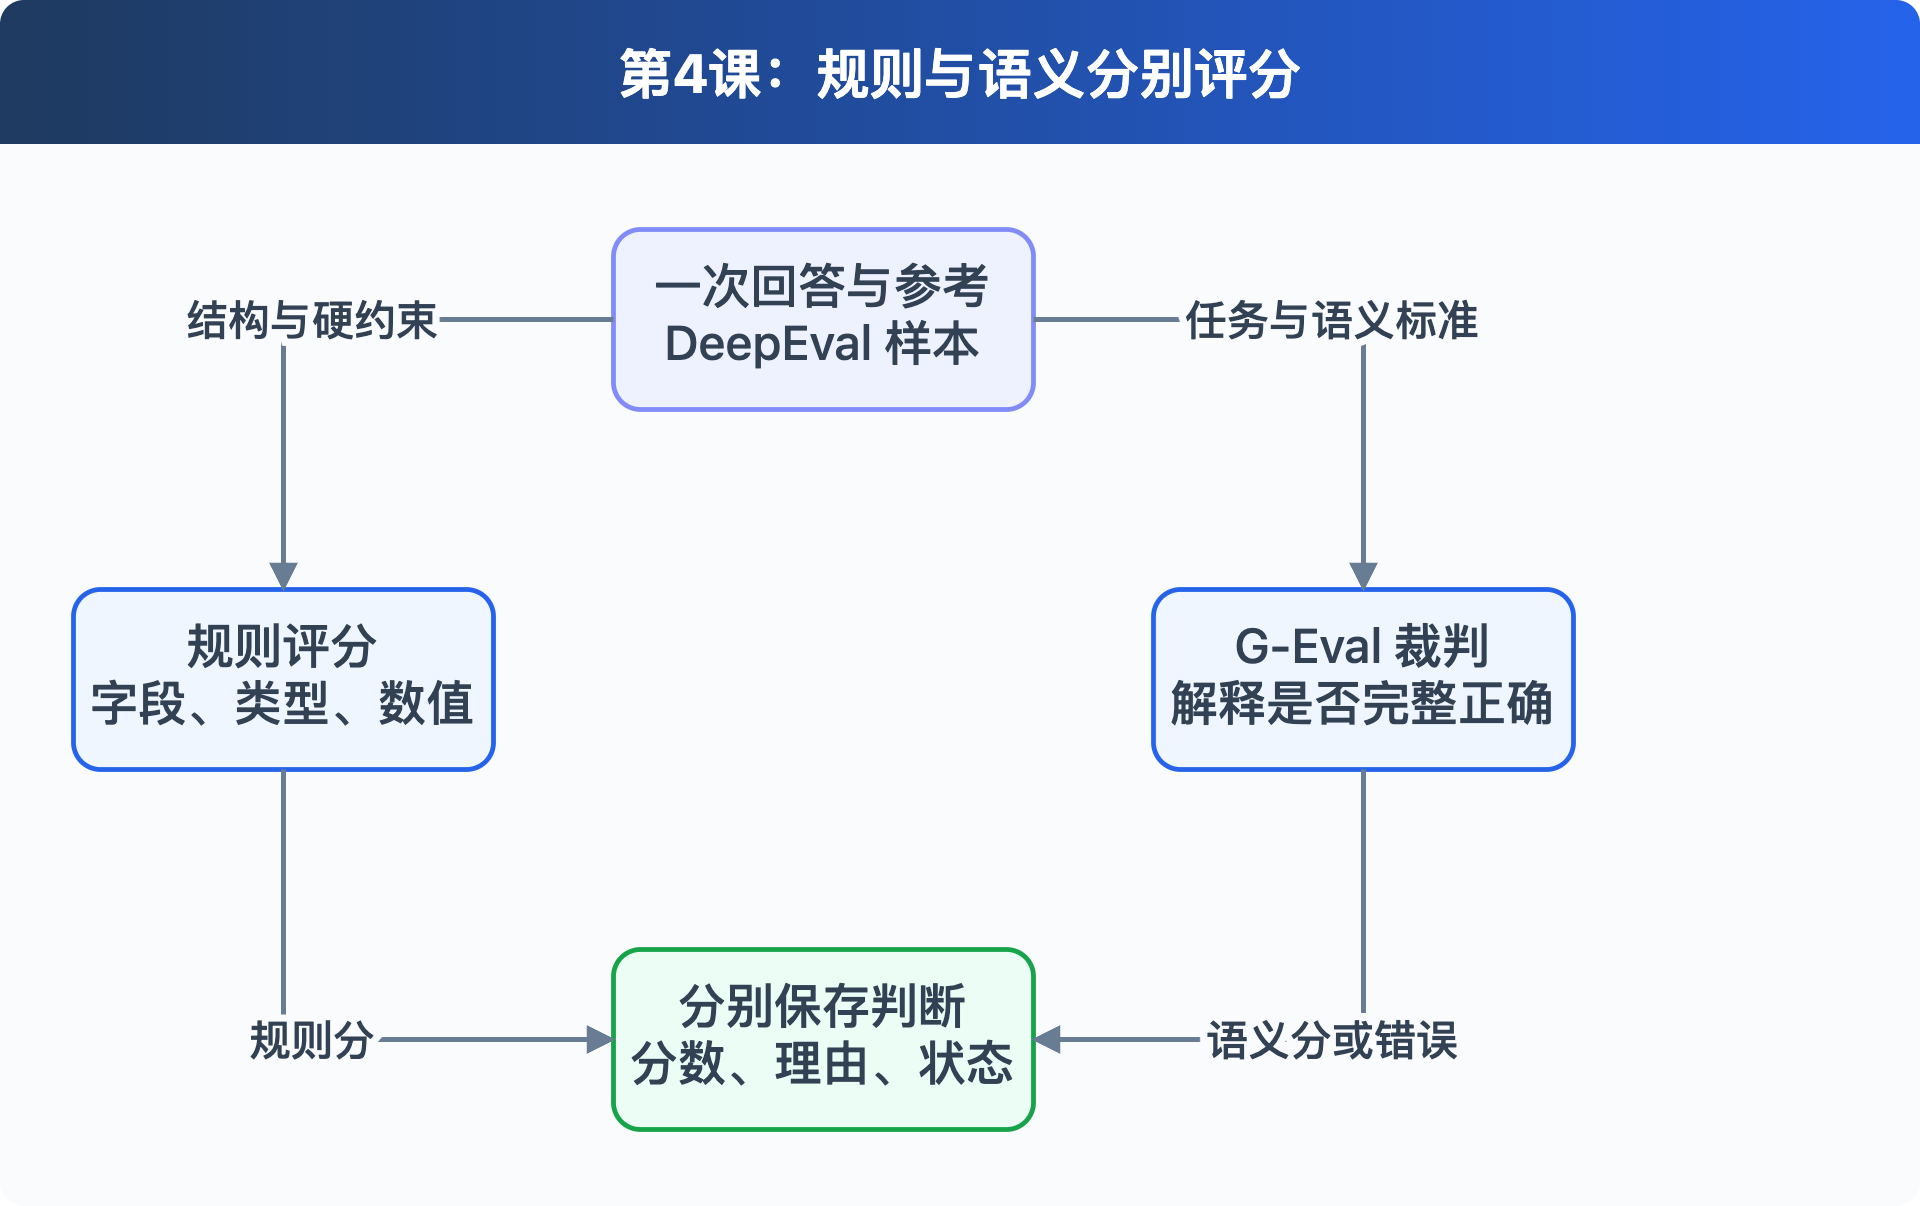 第4课：规则与语义分别评分
一次回答与参考
DeepEval 样本
结构与硬约束
任务与语义标准
规则评分
字段、类型、数值
G-Eval 裁判
解释是否完整正确
分别保存判断
分数、理由、状态
规则分
语义分或错误